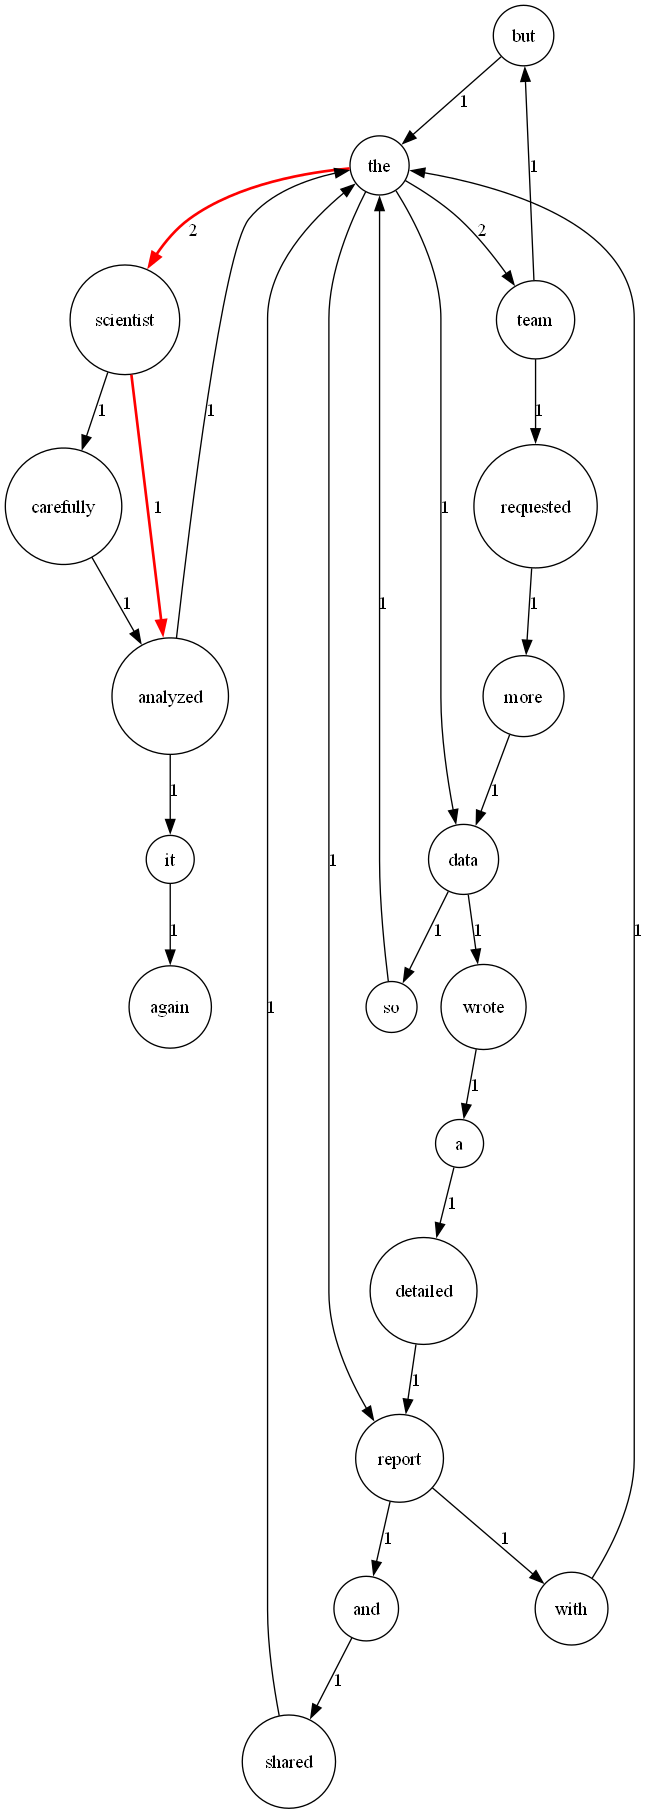 but
1
the
2
2
1
scientist
team
1
1
1
1
carefully
1
1
requested
1
1
1
analyzed
more
1
1
it
data
1
1
1
1
1
again
so
wrote
1
1
a
1
detailed
1
report
1
1
and
with
1
shared